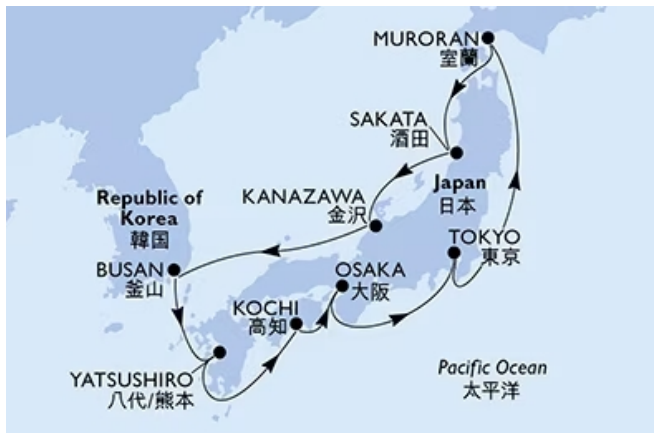 MURORAN
室蘭
SAKATA
酒田
Republic of
Korea
韓国
KANAZAWA
金沢
Japan
日本
TOKYO
東京
BUSAN
釜山
OSAKA
大阪
KOCHI
高知
YATSUSHIRO
八代/熊本
Pacific Ocean
太平洋